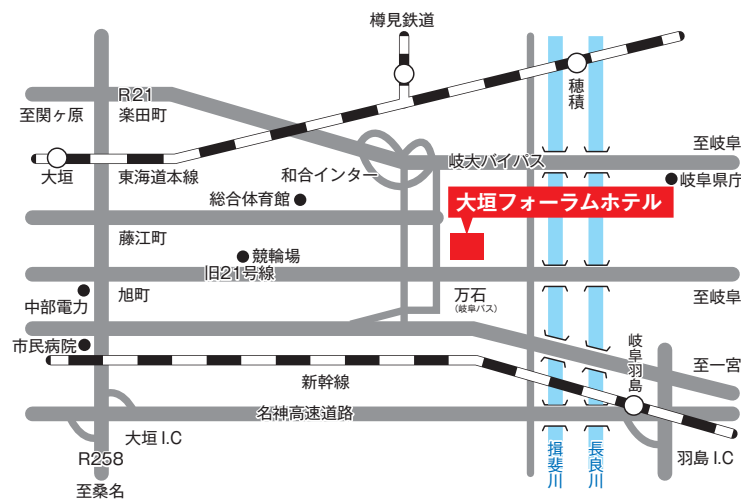 樽見鉄道
R21
至関ヶ原
楽田町
穂積
至岐阜
岐大バイパス
大垣
東海道本線
和合インター
岐阜県庁
総合体育館
大垣フォーラムホテル
藤江町
競輪場
旧21号線
旭町
万石
(岐阜バス)
至岐阜
中部電力
市民病院
岐阜羽島
至一宮
新幹線
名神高速道路
大垣 I.C
揖斐川
長良川
羽島 I.C
R258
至桑名